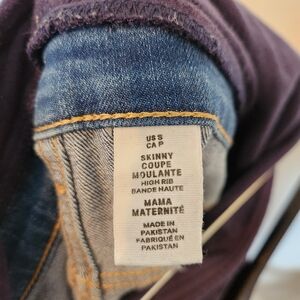 US S
CA P
SKINNY
COUPE
MOULANTE
HIGH RIB
BANDE HAUTE
MAMA
MATERNITÉ
MADE IN
PAKISTAN
FABRIQUÉ EN
PAKISTAN